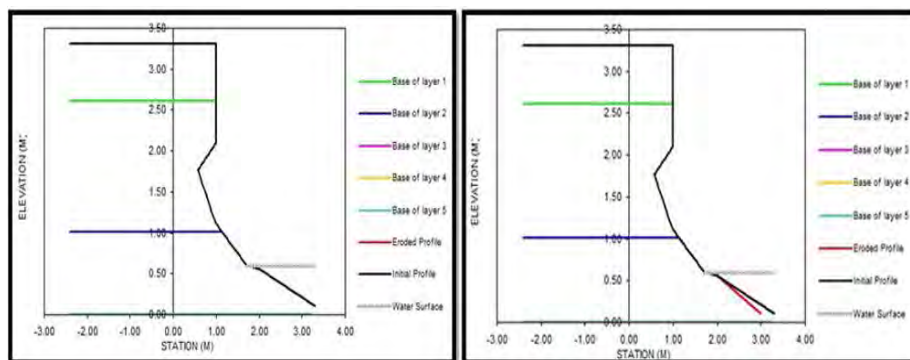 3.50
3.00
2.50
2.00
1.50
1.00
0.50
0.00
-3.00 -2.00 -1.00 0.00 1.00 2.00 3.00 4.00
STATION (M)
ELEVATION (M)
Base of layer 1
Base of layer 2
Base of layer 3
Base of layer 4
Base of layer 5
Eroded Profile
Initial Profile
Water Surface
3.50
3.00
2.50
2.00
1.50
1.00
0.50
0.00
-3.00 -2.00 -1.00 0.00 1.00 2.00 3.00 4.00
STATION (M)
ELEVATION (M)
Base of layer 1
Base of layer 2
Base of layer 3
Base of layer 4
Base of layer 5
Eroded Profile
Initial Profile
Water Surface